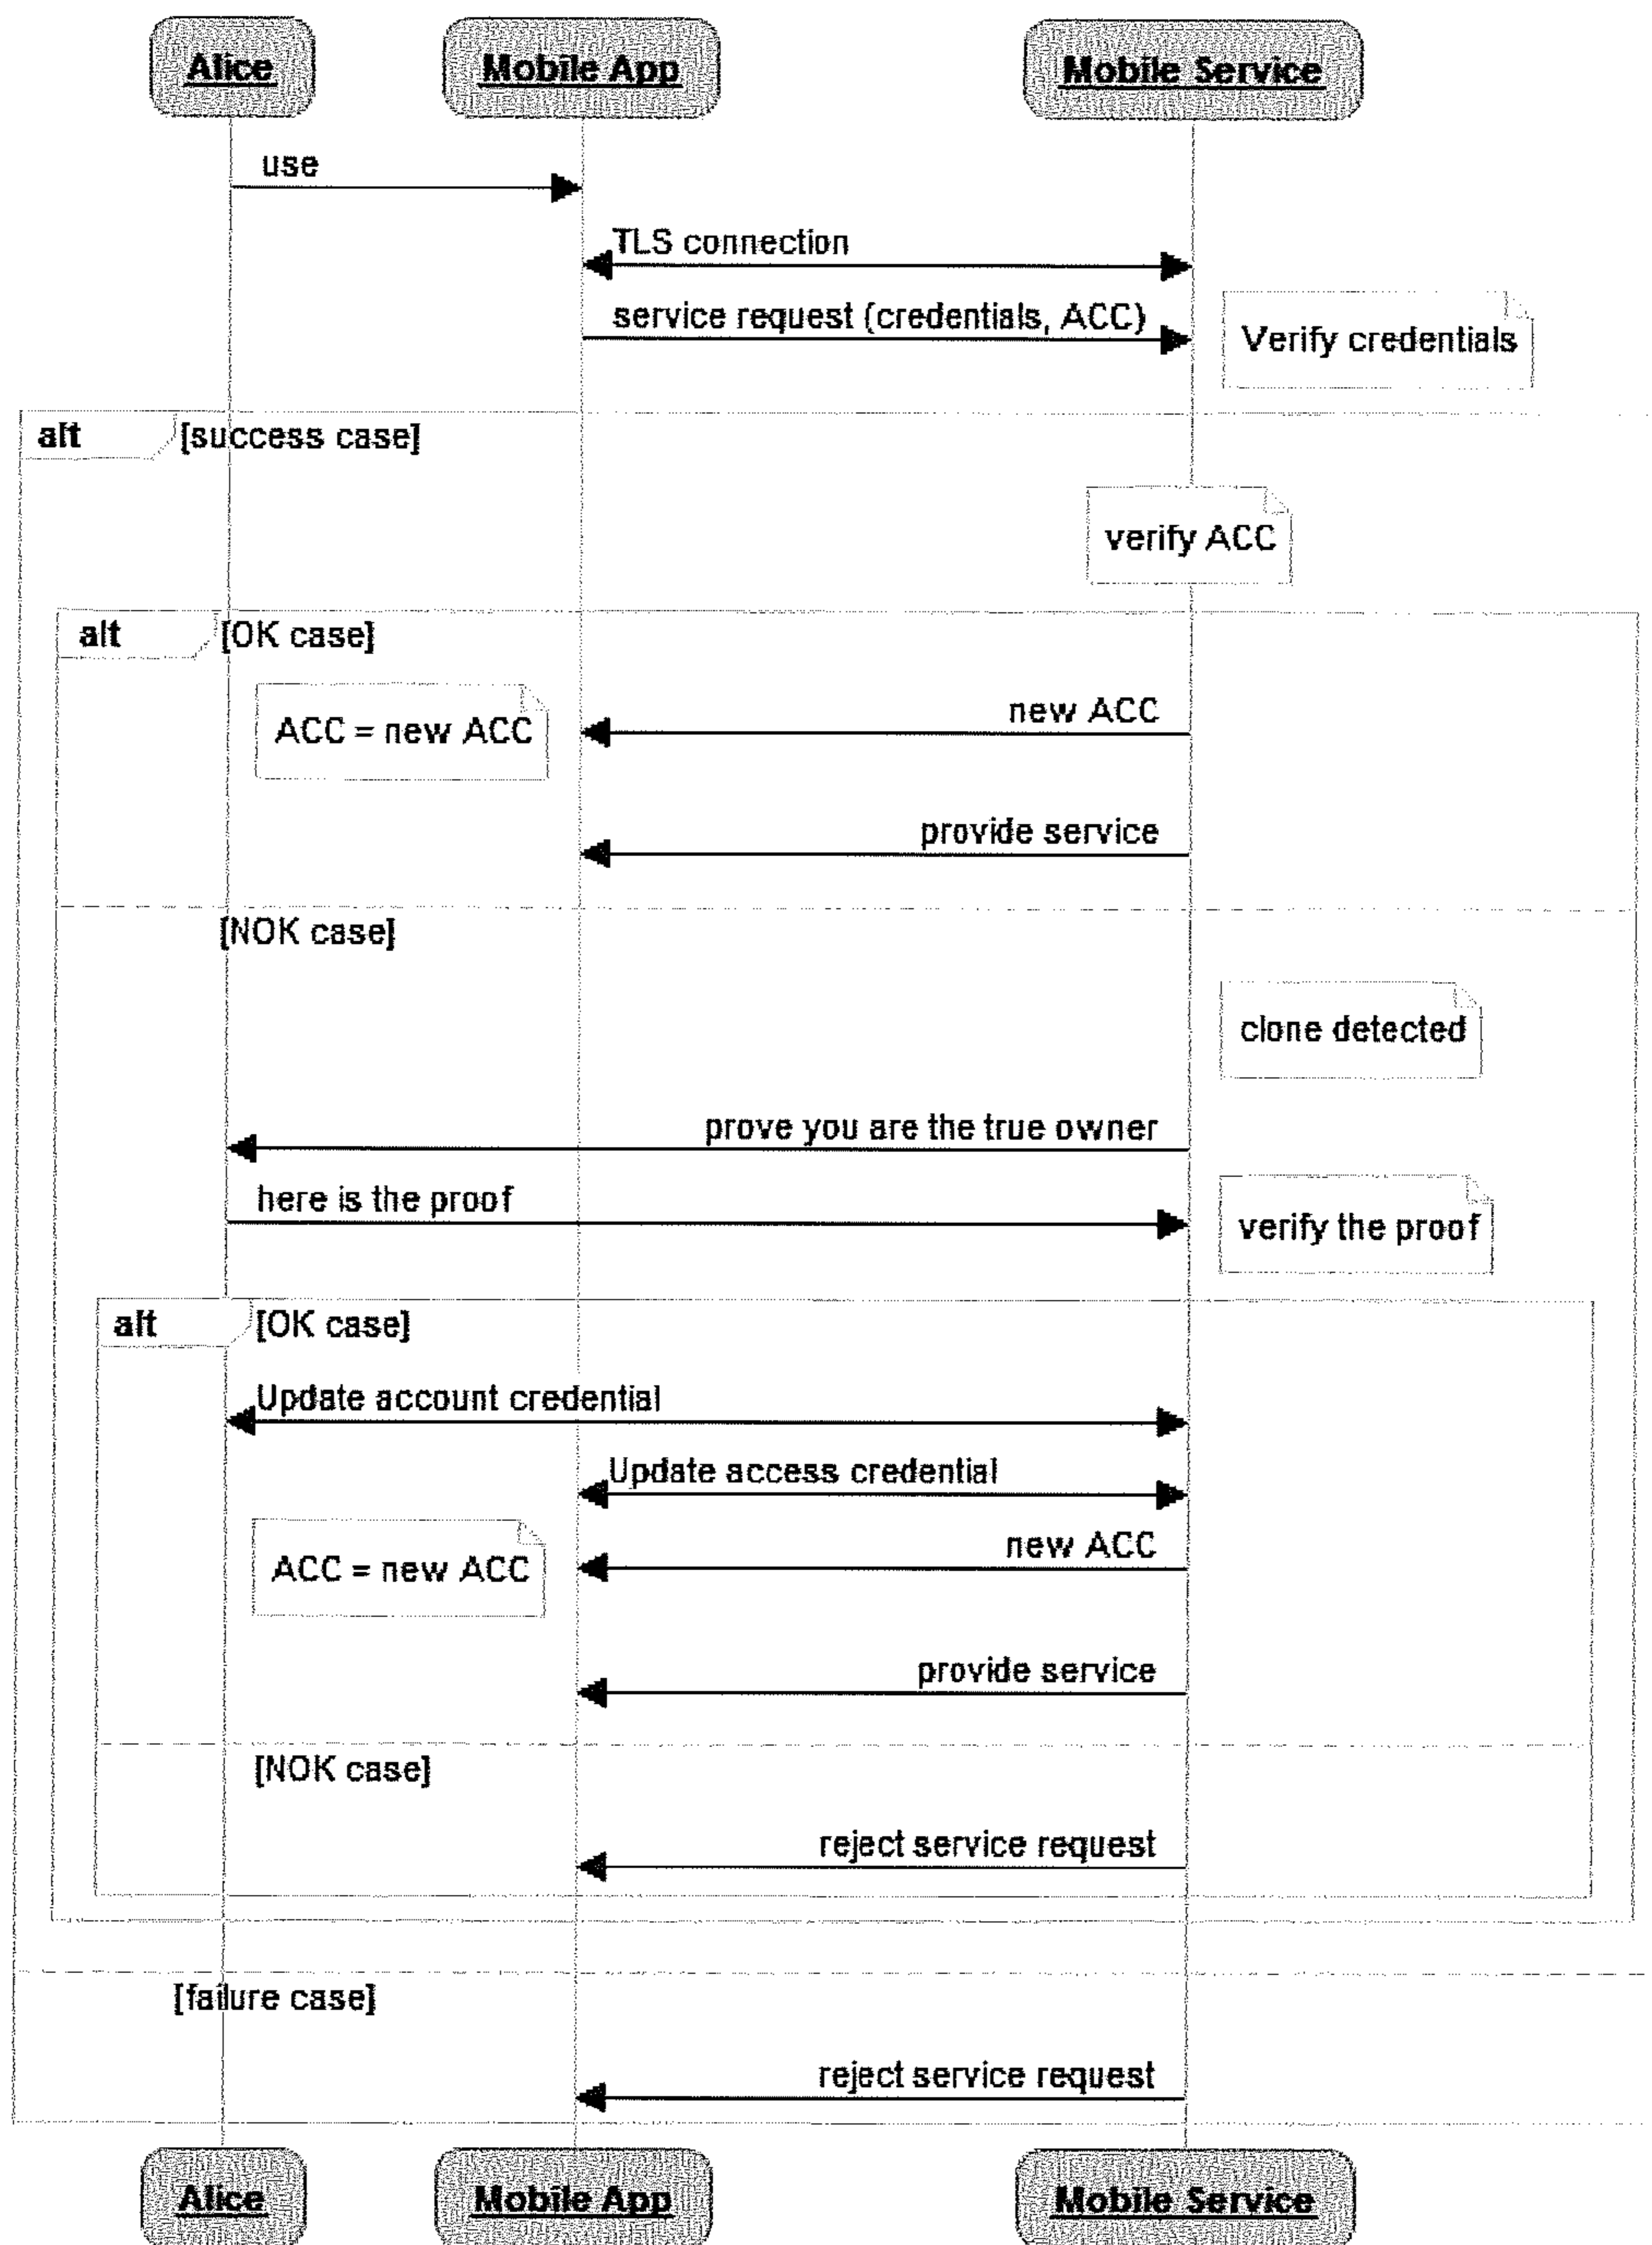 Alice
Mobile App
Mobile Service
use
TLS connection
service request (credentials, ACC)
Verify credentials
alt
[success case]
verify ACC
alt
[OK case]
new ACC
ACC = new ACC
provide service
[NOK case]
clone detected
prove you are the true owner
here is the proof
verify the proof
alt
[OK case]
Update account credential
Update access credential
new ACC
ACC = new ACC
provide service
[NOK case]
reject service request
[failure case]
reject service request
Alice
Mobile App
Mobile Service